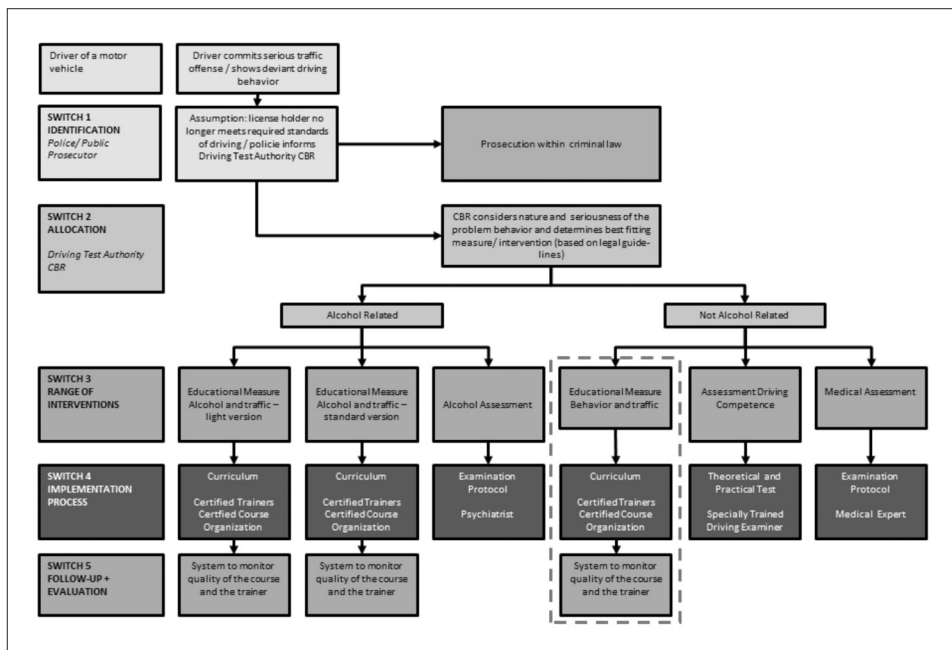 Driver of a motor
vehicle
Driver commits serious traffic
offense / shows deviant driving
behavior
SWITCH 1
IDENTIFICATION
Police/ Public
Prosecutor
Assumption: license holder no
longer meets required standards
of driving / policie informs
Driving Test Authority CBR
Prosecution within criminal law
SWITCH 2
ALLOCATION
Driving Test Authority
CBR
CBR considers nature and seriousness of the
problem behavior and determines best fitting
measure/ intervention (based on legal guide-
lines)
Alcohol Related
Not Alcohol Related
SWITCH 3
RANGE OF
INTERVENTIONS
Educational Measure
Alcohol and traffic –
light version
Educational Measure
Alcohol and traffic –
standard version
Alcohol Assessment
Educational Measure
Behavior and traffic
Assessment Driving
Competence
Medical Assessment
SWITCH 4
IMPLEMENTATION
PROCESS
Curriculum
Certified Trainers
Certfied Course
Organization
Curriculum
Certified Trainers
Certified Course
Organization
Examination
Protocol
Psychiatrist
Curriculum
Certified Trainers
Certified Course
Organization
Theoretical and
Practical Test
Specially Trained
Driving Examiner
Examination
Protocol
Medical Expert
SWITCH 5
FOLLOW-UP +
EVALUATION
System to monitor
quality of the course
and the trainer
System to monitor
quality of the course
and the trainer
System to monitor
quality of the course
and the trainer